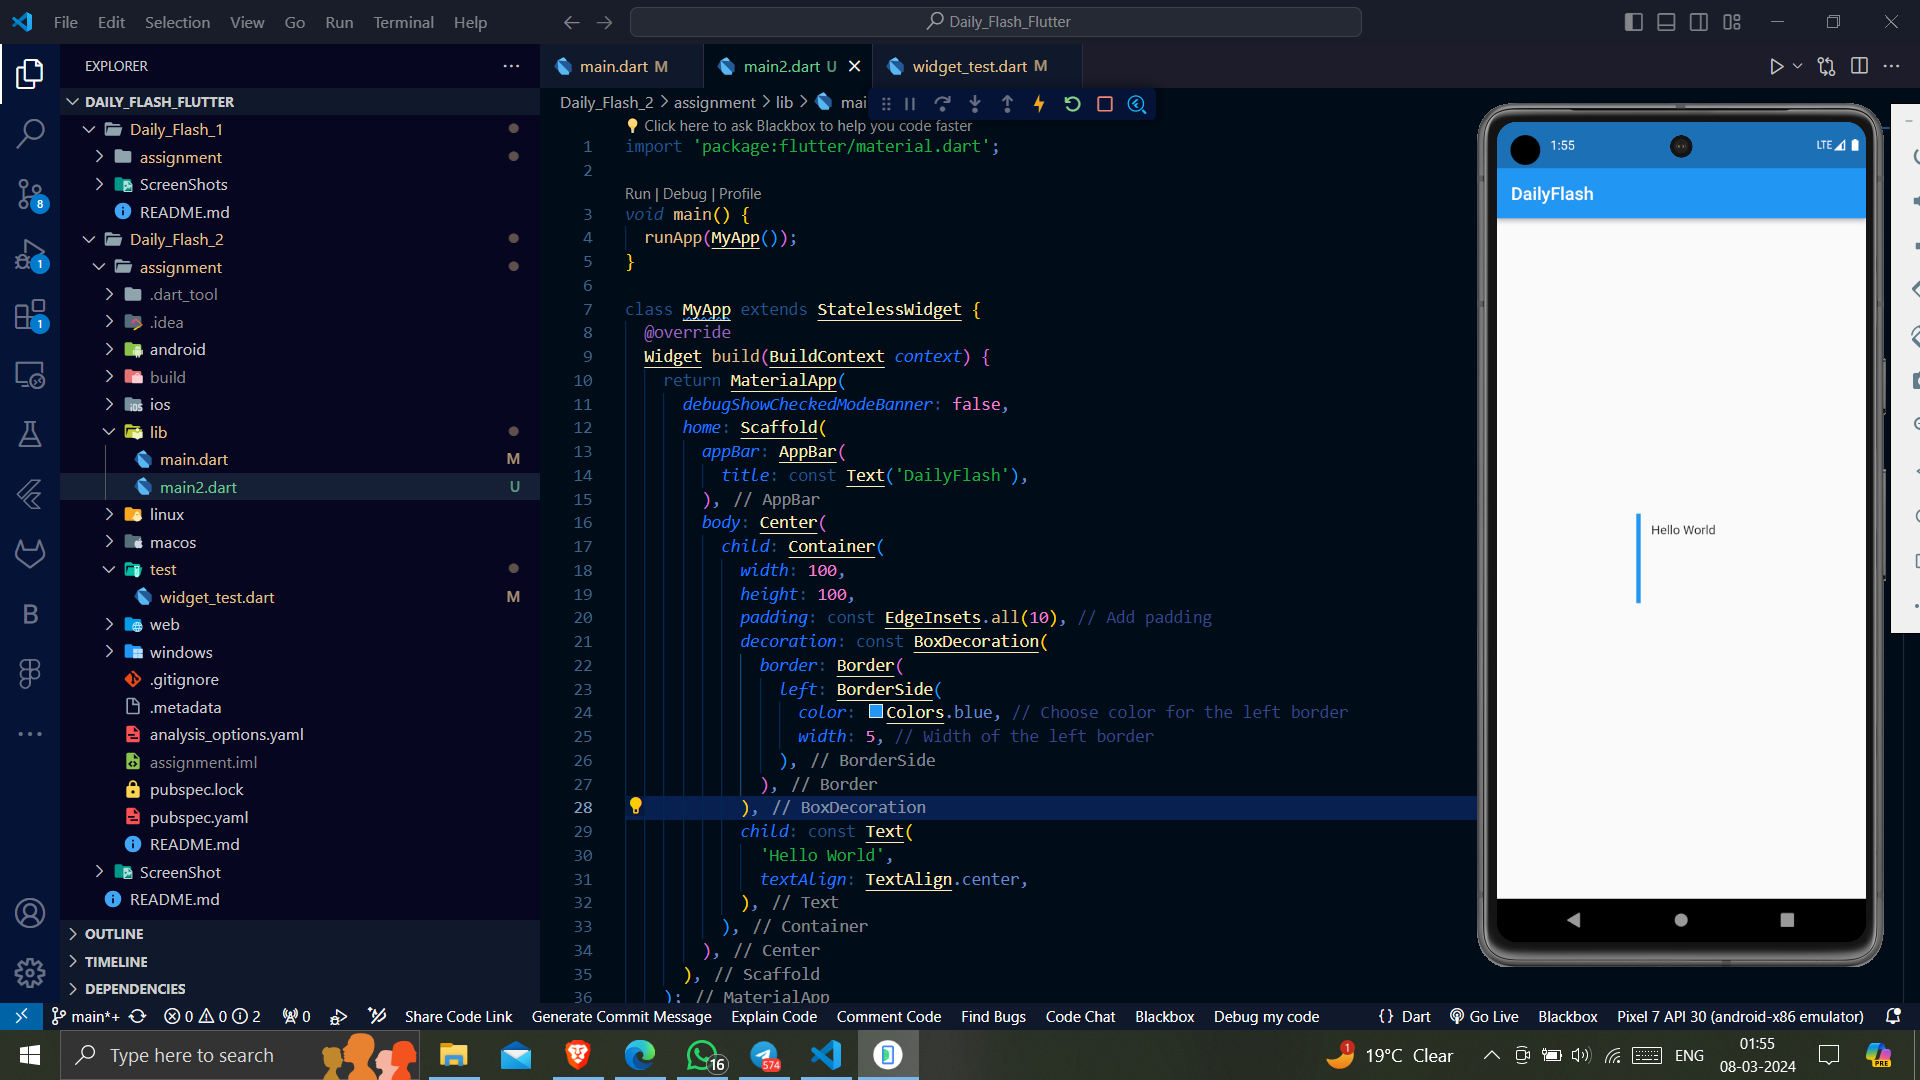 File Edit Selection View Go Run Terminal Help
Daily_Flash_Flutter
EXPLORER
DAILY_FLASH_FLUTTER
Daily_Flash_1
assignment
ScreenShots
README.md
Daily_Flash_2
assignment
.dart_tool
.idea
android
build
ios
lib
main.dart M
main2.dart U
linux
macos
test
widget_test.dart M
web
windows
.gitignore
.metadata
analysis_options.yaml
assignment.iml
pubspec.lock
pubspec.yaml
README.md
ScreenShot
README.md
OUTLINE
TIMELINE
DEPENDENCIES
8
1
1
B
main.dart M
main2.dart U
widget_test.dart M
Daily_Flash_2 > assignment > lib > mai
Click here to ask Blackbox to help you code faster
1 import 'package:flutter/material.dart';
2
Run | Debug | Profile
3 void main() {
4 runApp(MyApp());
5 }
6
7 class MyApp extends StatelessWidget {
8 @override
9 Widget build(BuildContext context) {
10 return MaterialApp(
11 debugShowCheckedModeBanner: false,
12 home: Scaffold(
13 appBar: AppBar(
14 title: const Text('DailyFlash'),
15 ), // AppBar
16 body: Center(
17 child: Container(
18 width: 100,
19 height: 100,
20 padding: const EdgeInsets.all(10), // Add padding
21 decoration: const BoxDecoration(
22 border: Border(
23 left: BorderSide(
24 color: Colors.blue, // Choose color for the left border
25 width: 5, // Width of the left border
26 ), // BorderSide
27 ), // Border
28 ), // BoxDecoration
29 child: const Text(
30 'Hello World',
31 textAlign: TextAlign.center,
32 ), // Text
33 ), // Container
34 ), // Center
35 ), // Scaffold
36 ); // MaterialApp
1:55 LTE
DailyFlash
Hello World
main*+ 0 0 2 0 Share Code Link Generate Commit Message Explain Code Comment Code Find Bugs Code Chat Blackbox Debug my code {} Dart Go Live Blackbox Pixel 7 API 30 (android-x86 emulator)
Type here to search
16
574
1
19°C Clear
ENG
01:55
08-03-2024
PRE